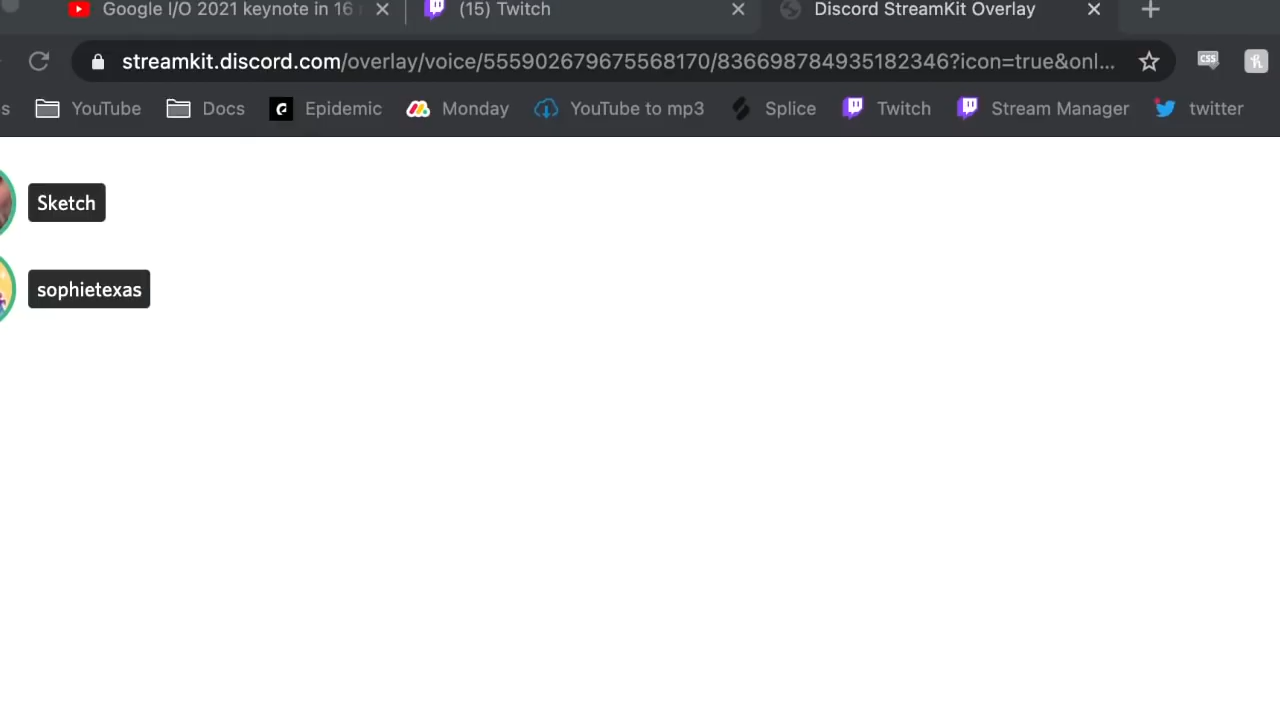 Google I/O 2021 keynote in 16
(15) Twitch
Discord StreamKit Overlay
streamkit.discord.com/overlay/voice/555902679675568170/836698784935182346?icon=true&onl...
CSS
s
YouTube
Docs
Epidemic
Monday
YouTube to mp3
Splice
Twitch
Stream Manager
twitter
Sketch
sophietexas